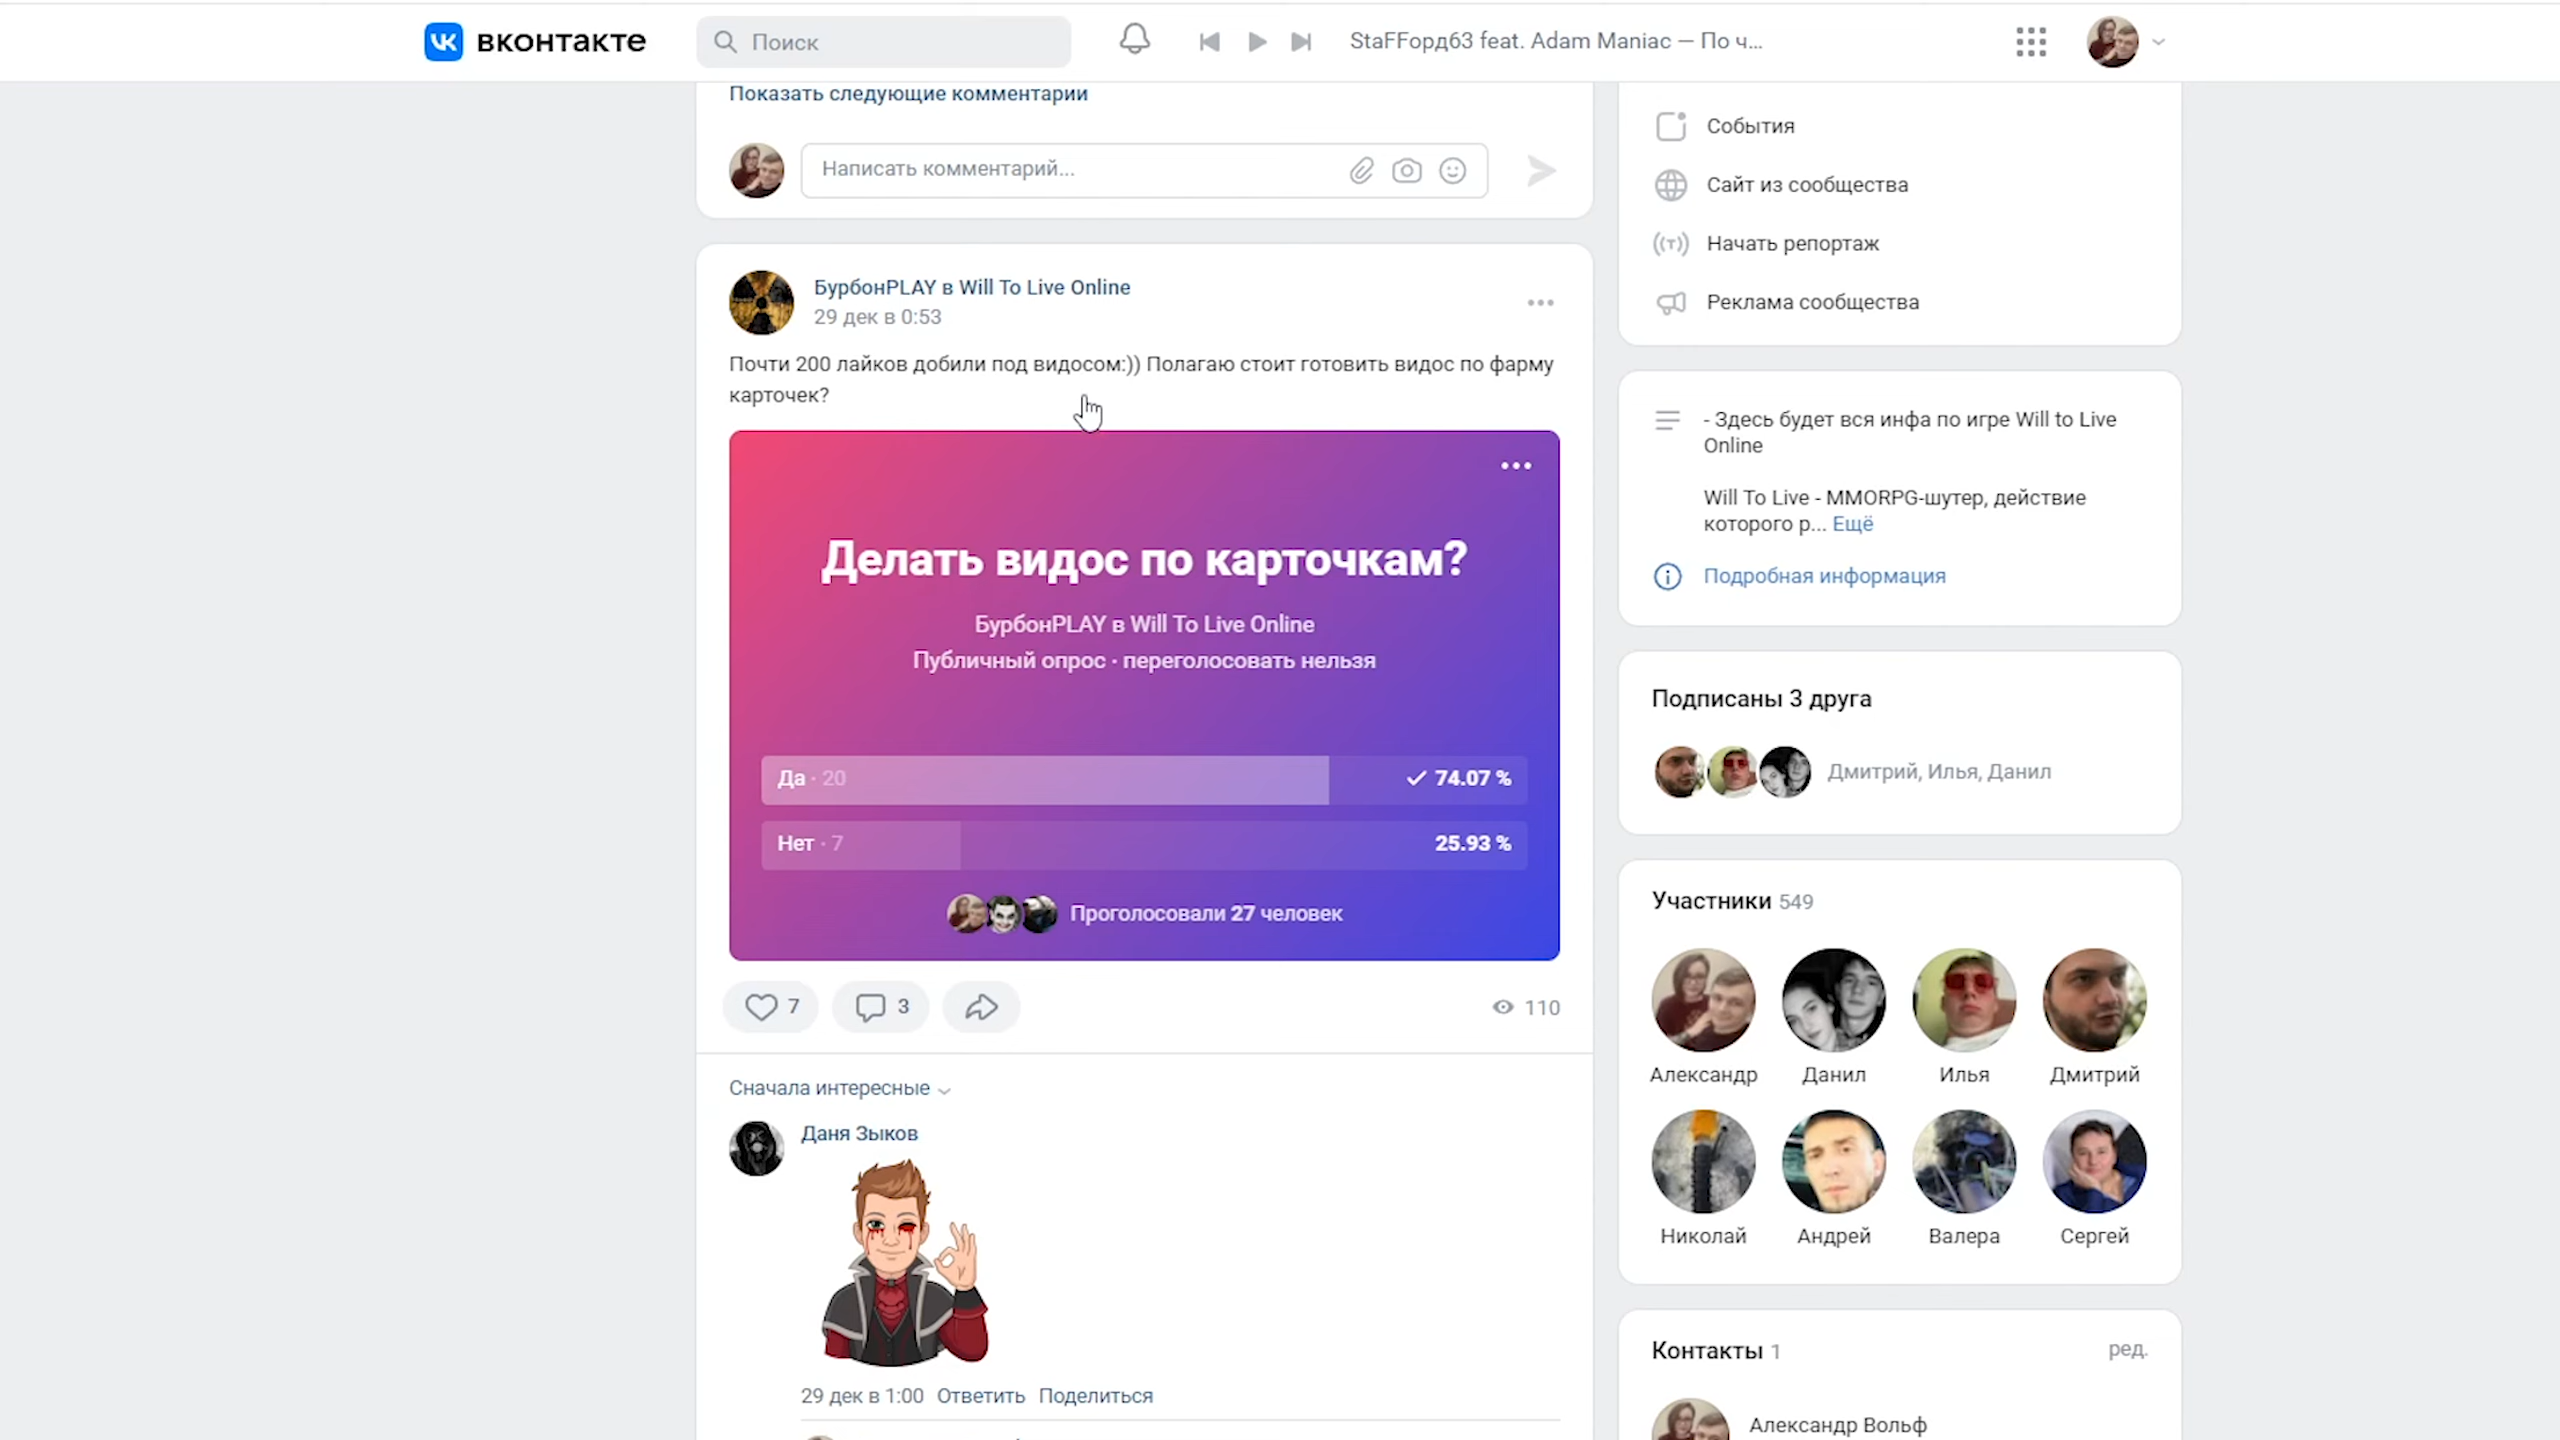 вконтакте
Поиск
StaFFорд63 feat. Adam Maniac — По ч...
Показать следующие комментарии
Написать комментарий...
БурбонPLAY в Will To Live Online
29 дек в 0:53
Почти 200 лайков добили под видосом:)) Полагаю стоит готовить видос по фарму
карточек?
Делать видос по карточкам?
БурбонPLAY в Will To Live Online
Публичный опрос · переголосовать нельзя
Да · 20
74.07 %
Нет · 7
25.93 %
Проголосовали 27 человек
7
3
110
Сначала интересные
Даня Зыков
29 дек в 1:00 Ответить Поделиться
События
Сайт из сообщества
Начать репортаж
Реклама сообщества
- Здесь будет вся инфа по игре Will to Live
Online
Will To Live - MMORPG-шутер, действие
которого р... Ещё
Подробная информация
Подписаны 3 друга
Дмитрий, Илья, Данил
Участники 549
Александр
Данил
Илья
Дмитрий
Николай
Андрей
Валера
Сергей
Контакты 1
ред.
Александр Вольф